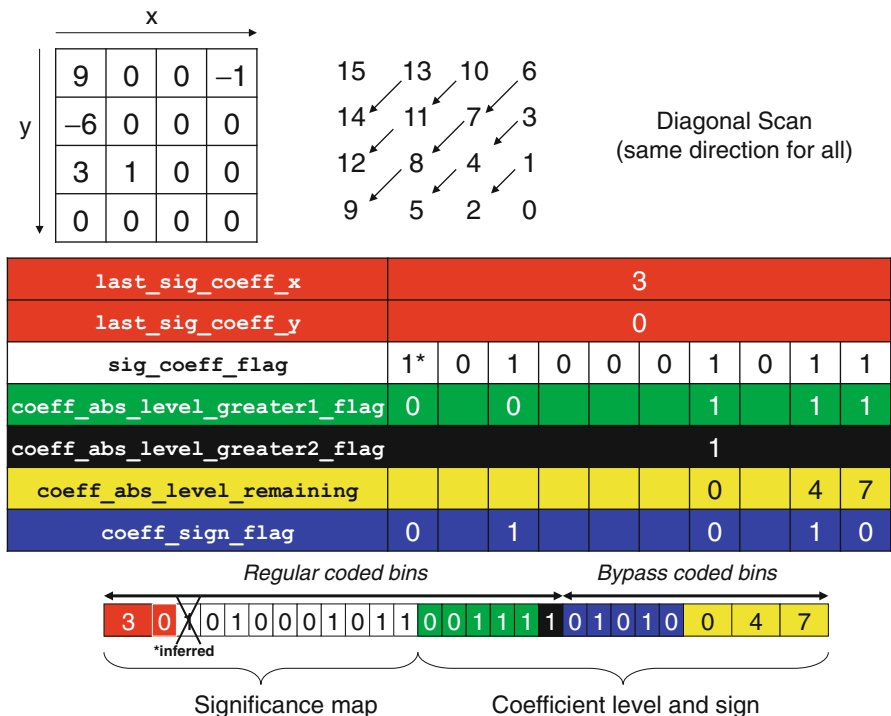 x
y
9 0 0 −1
−6 0 0 0
3 1 0 0
0 0 0 0
15 13 10 6
14 11 7 3
12 8 4 1
9 5 2 0
Diagonal Scan
(same direction for all)
last_sig_coeff_x 3
last_sig_coeff_y 0
sig_coeff_flag 1* 0 1 0 0 0 1 0 1 1
coeff_abs_level_greater1_flag 0 0 1 1 1
coeff_abs_level_greater2_flag 1
coeff_abs_level_remaining 0 4 7
coeff_sign_flag 0 1 0 1 0
Regular coded bins Bypass coded bins
3 0 1 0 1 0 0 0 1 0 1 1 0 0 1 1 1 1 0 1 0 1 0 0 4 7
*inferred
Significance map Coefficient level and sign